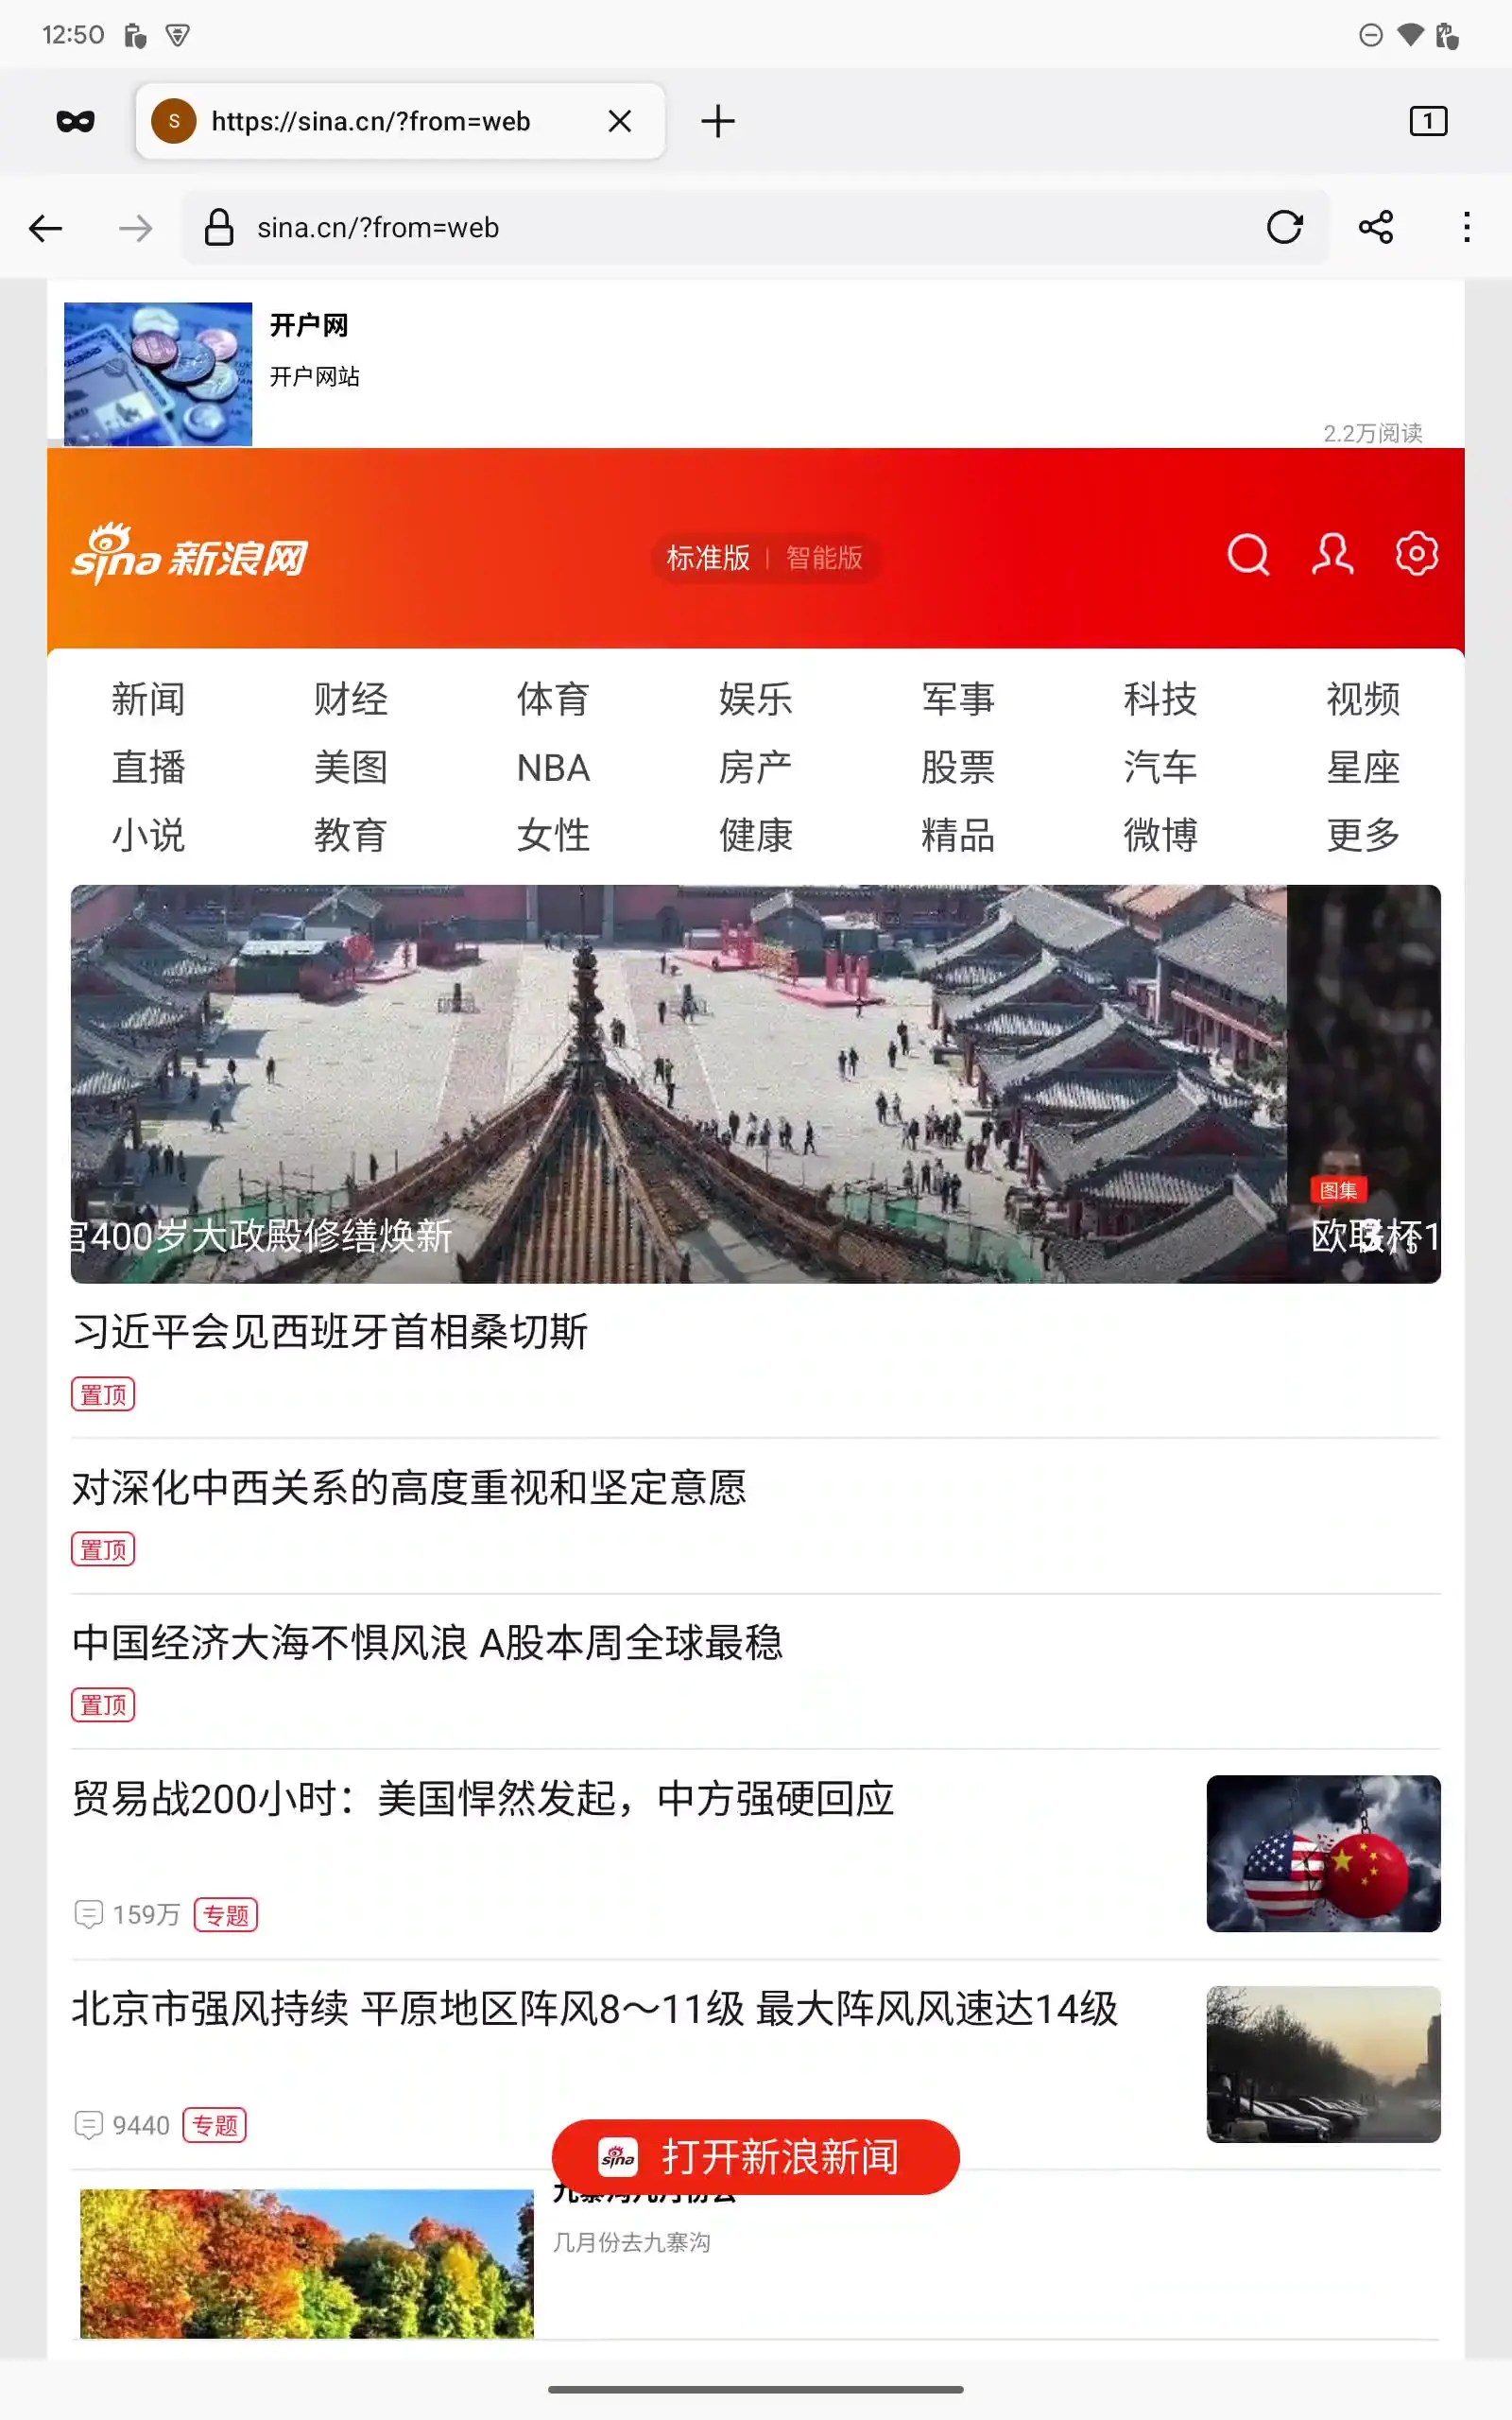 12:50
S
https://sina.cn/?from=web
1
sina.cn/?from=web
开户网
开户网站
2.2万阅读
sina 新浪网
标准版 | 智能版
新闻 财经 体育 娱乐 军事 科技 视频
直播 美图 NBA 房产 股票 汽车 星座
小说 教育 女性 健康 精品 微博 更多
图集
400岁大政殿修缮焕新
欧联杯1
习近平会见西班牙首相桑切斯
置顶
对深化中西关系的高度重视和坚定意愿
置顶
中国经济大海不惧风浪 A股本周全球最稳
置顶
贸易战200小时：美国悍然发起，中方强硬回应
159万 专题
北京市强风持续 平原地区阵风8～11级 最大阵风风速达14级
9440 专题
sina 打开新浪新闻
九寨沟几月份去
几月份去九寨沟